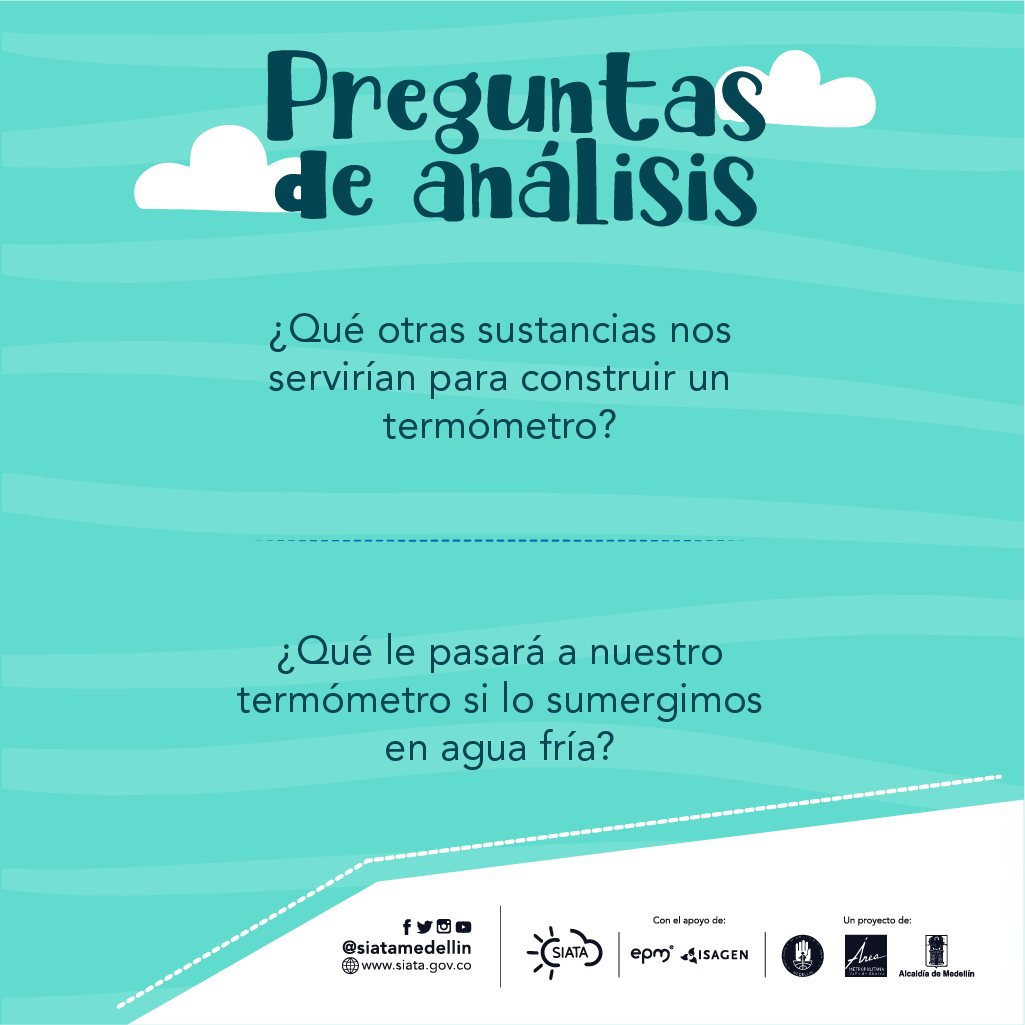 Preguntas
de análisis
¿Qué otras sustancias nos
servirían para construir un
termómetro?
¿Qué le pasará a nuestro
termómetro si lo sumergimos
en agua fría?
@siatamedellin
www.siata.gov.co
SIATA
Con el apoyo de:
epm
ISAGEN
Un proyecto de:
Área
METROPOLITANA
Alcaldía de Medellín